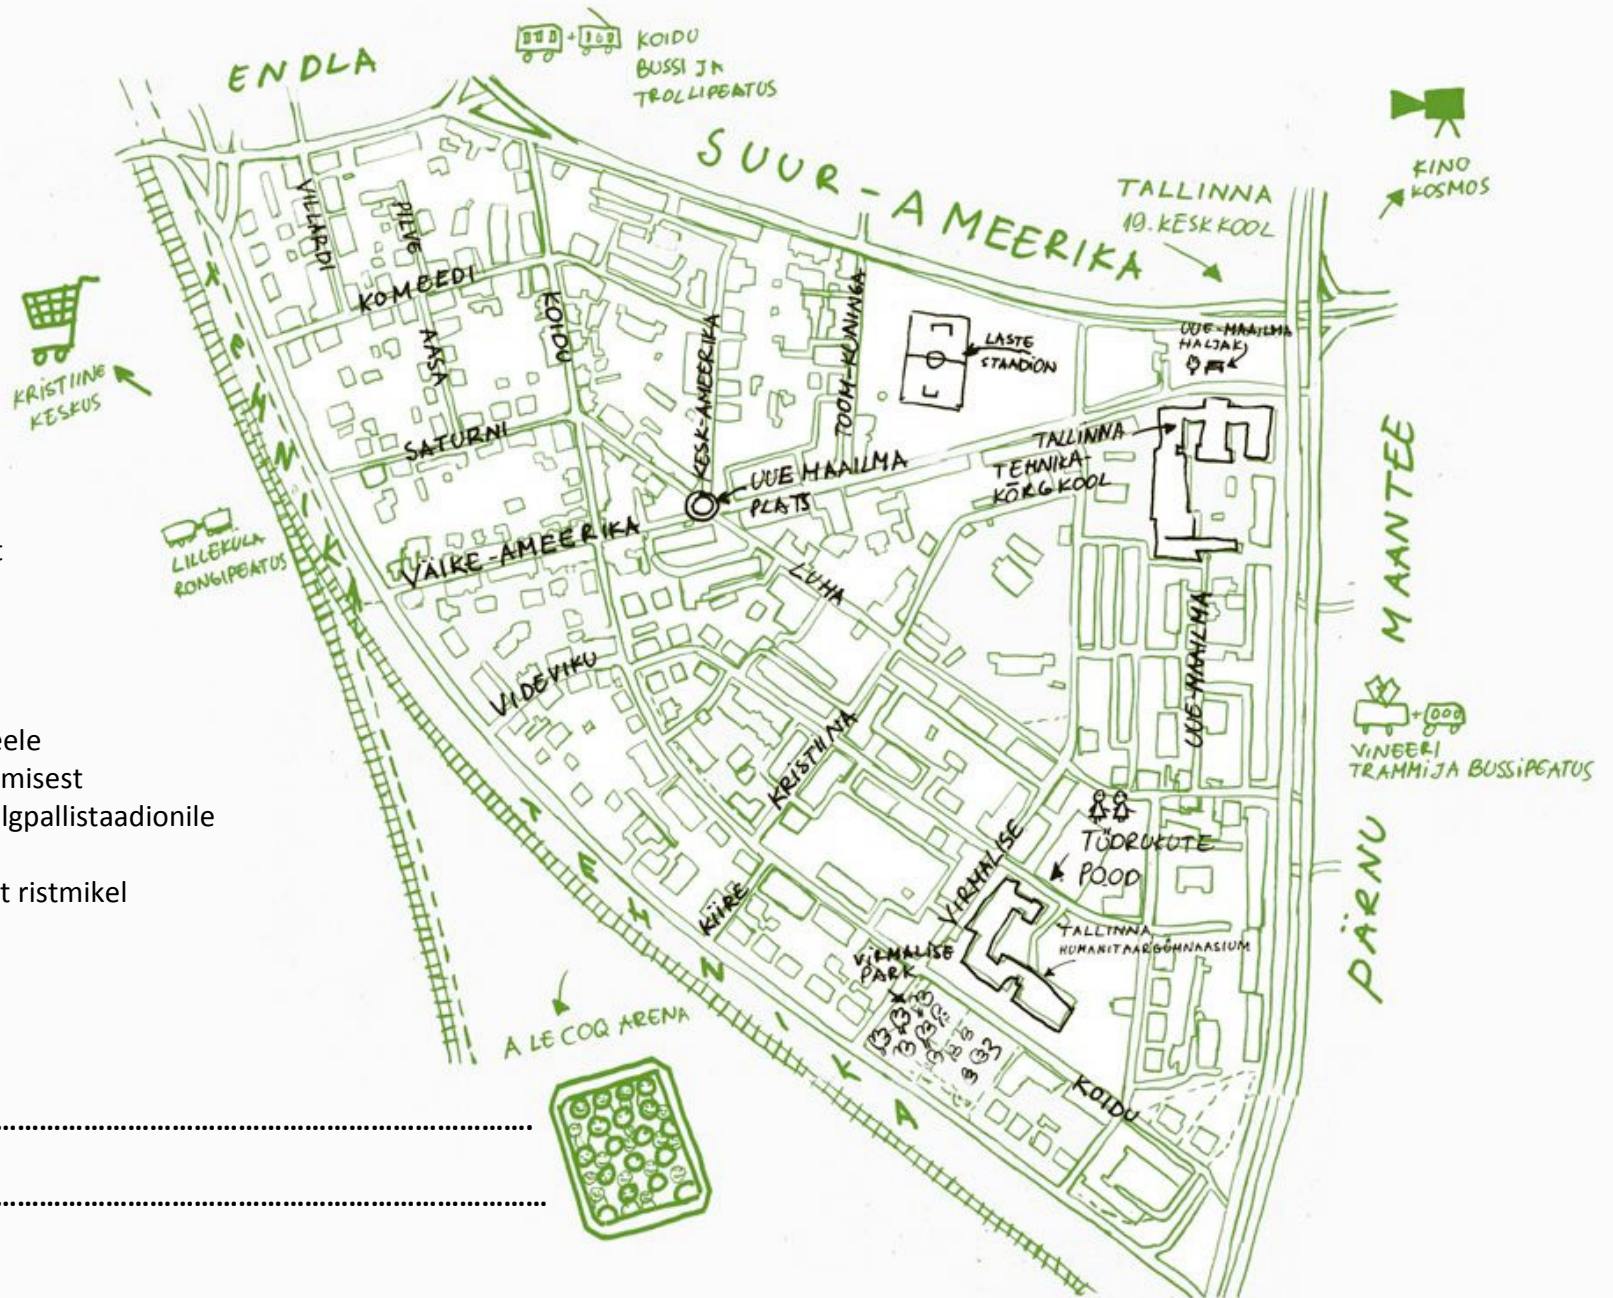 ENDLA
KOIDU
BUSSI JA
TROLLIPEATUS
SUUR-AMEERIKA
TALLINNA
19. KESKKOOL
KINO
KOSMOS
VILLARDI
PILVE
KOMEEDI
AASA
KOIDU
KESK-AMEERIKA
TOOM-KUNINGA
LASTE
STAADION
UUE-MAAILMA
HALJAK
KRISTIINE
KESKUS
TEHNIKA
SATURNI
TALLINNA
TEHNIKA-
KÕRGKOOL
UUE MAAILMA
PLATS
VÄIKE-AMEERIKA
LILLEKÜLA
RONGIPEATUS
LUHA
UUE-MAAILMA
PÄRNU MAANTEE
VIDEVIKU
KRISTIINA
VINEERI
TRAMMI JA BUSSIPEATUS
eele
misest
lgpallistaadionile
t ristmikel
TÜDRUKUTE
POOD
VIRMALISE
KIIRE
TALLINNA
HUMANITAARGÜMNAASIUM
VIRMALISE
PARK
TEHNIKA
A LE COQ ARENA
KOIDU